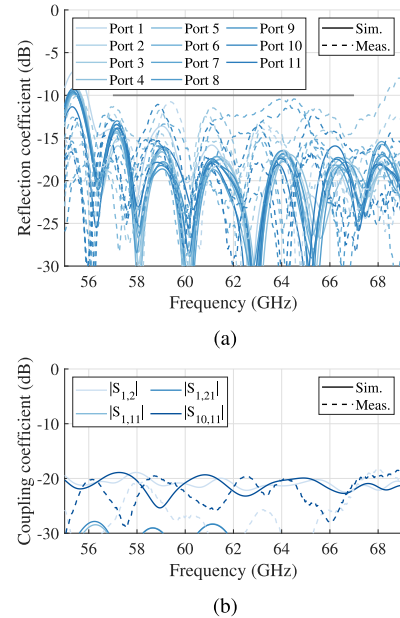 0
-5
-10
-15
-20
-25
-30
Reflection coefficient (dB)
Port 1 Port 5 Port 9
Port 2 Port 6 Port 10
Port 3 Port 7 Port 11
Port 4 Port 8
Sim.
Meas.
56 58 60 62 64 66 68
Frequency (GHz)
(a)
0
-10
-20
-30
Coupling coefficient (dB)
|S1,2| |S1,21|
|S1,11| |S10,11|
Sim.
Meas.
56 58 60 62 64 66 68
Frequency (GHz)
(b)